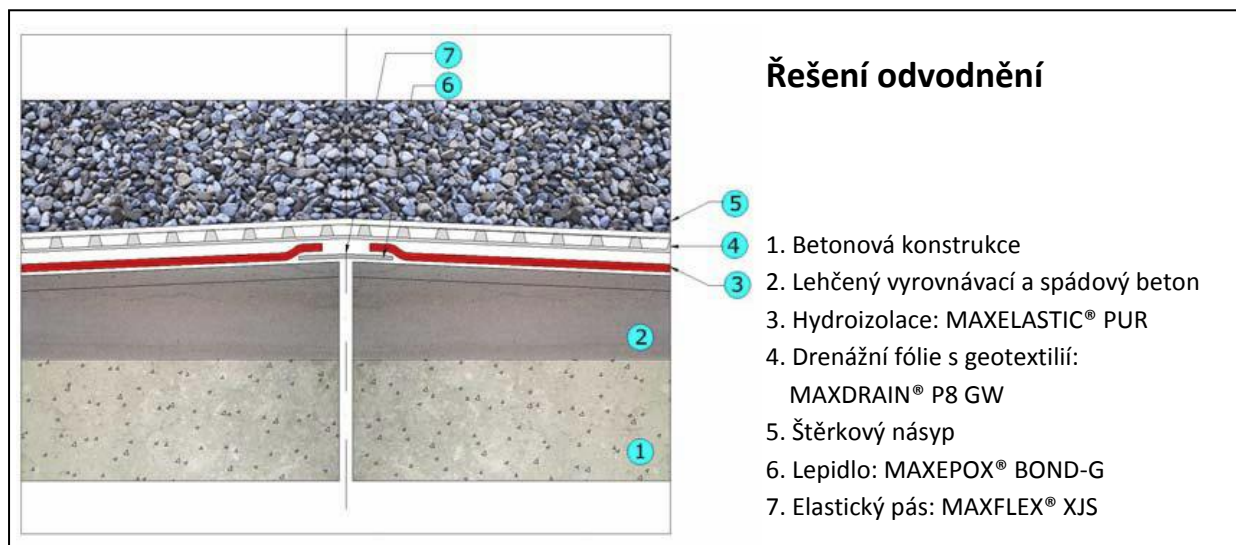 7
6
Řešení odvodnění
5
4
3
2
1
1. Betonová konstrukce
2. Lehčený vyrovnávací a spádový beton
3. Hydroizolace: MAXELASTIC® PUR
4. Drenážní fólie s geotextilií:
MAXDRAIN® P8 GW
5. Štěrkový násyp
6. Lepidlo: MAXEPOX® BOND-G
7. Elastický pás: MAXFLEX® XJS